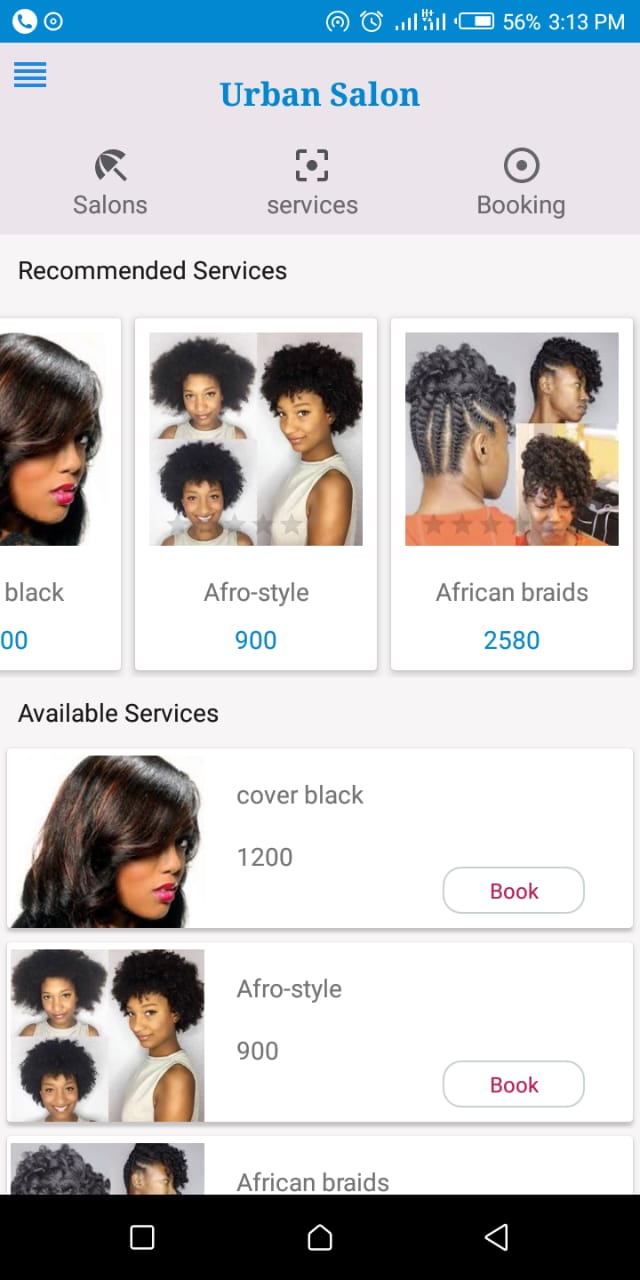 56% 3:13 PM
Urban Salon
Salons services Booking
Recommended Services
black Afro-style African braids
00 900 2580
Available Services
cover black
1200
Book
Afro-style
900
Book
African braids